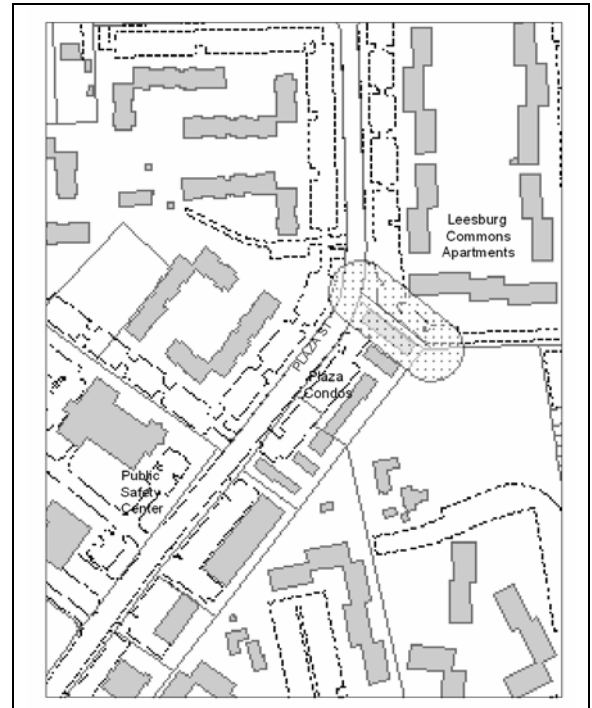 Leesburg
Commons
Apartments
PLAZA ST
Plaza
Condos
Public
Safety
Center